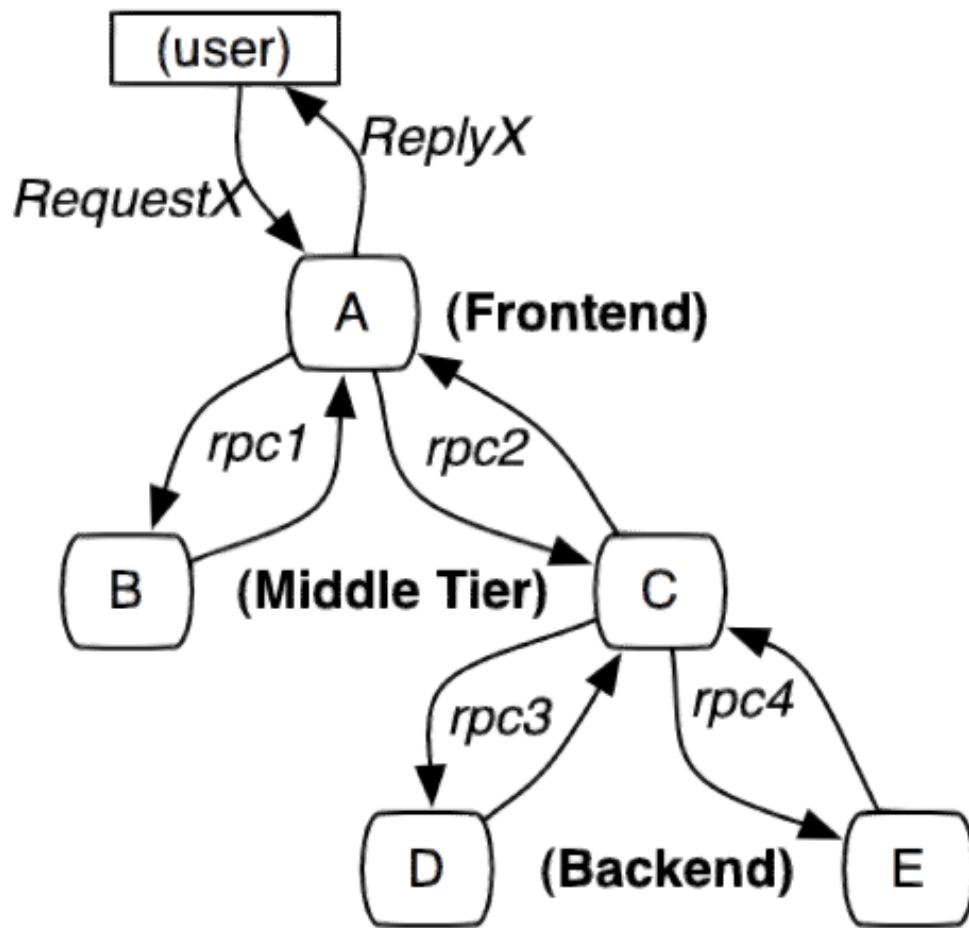 (user)
ReplyX
RequestX
A
(Frontend)
rpc1
rpc2
B
(Middle Tier)
C
rpc3
rpc4
D
(Backend)
E